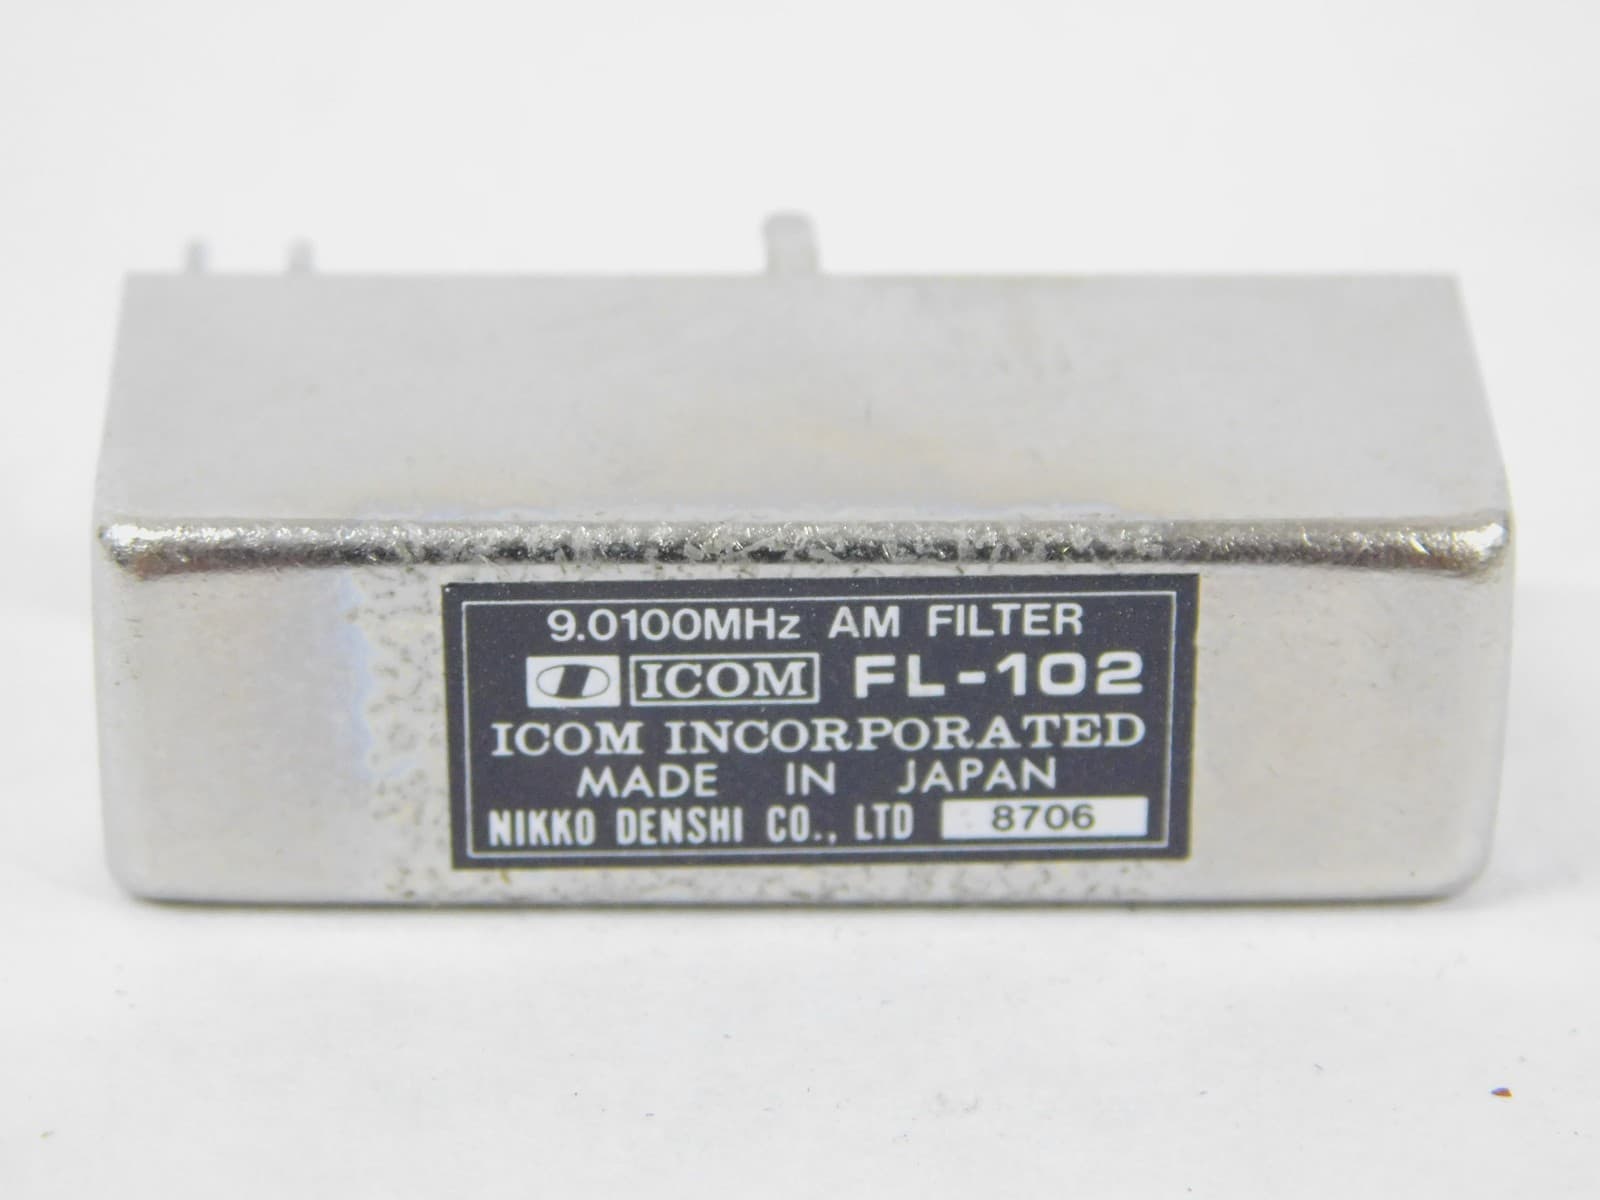 9.0100MHz AM FILTER
ICOM FL-102
ICOM INCORPORATED
MADE IN JAPAN
NIKKO DENSHI CO., LTD 8706